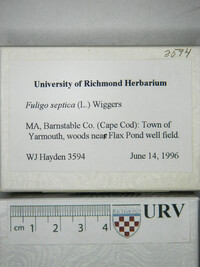 3594
University of Richmond Herbarium
Fuligo septica (L.) Wiggers
MA, Barnstable Co. (Cape Cod): Town of
Yarmouth, woods near Flax Pond well field.
WJ Hayden 3594 June 14, 1996
URV
cm 1 2 3 4